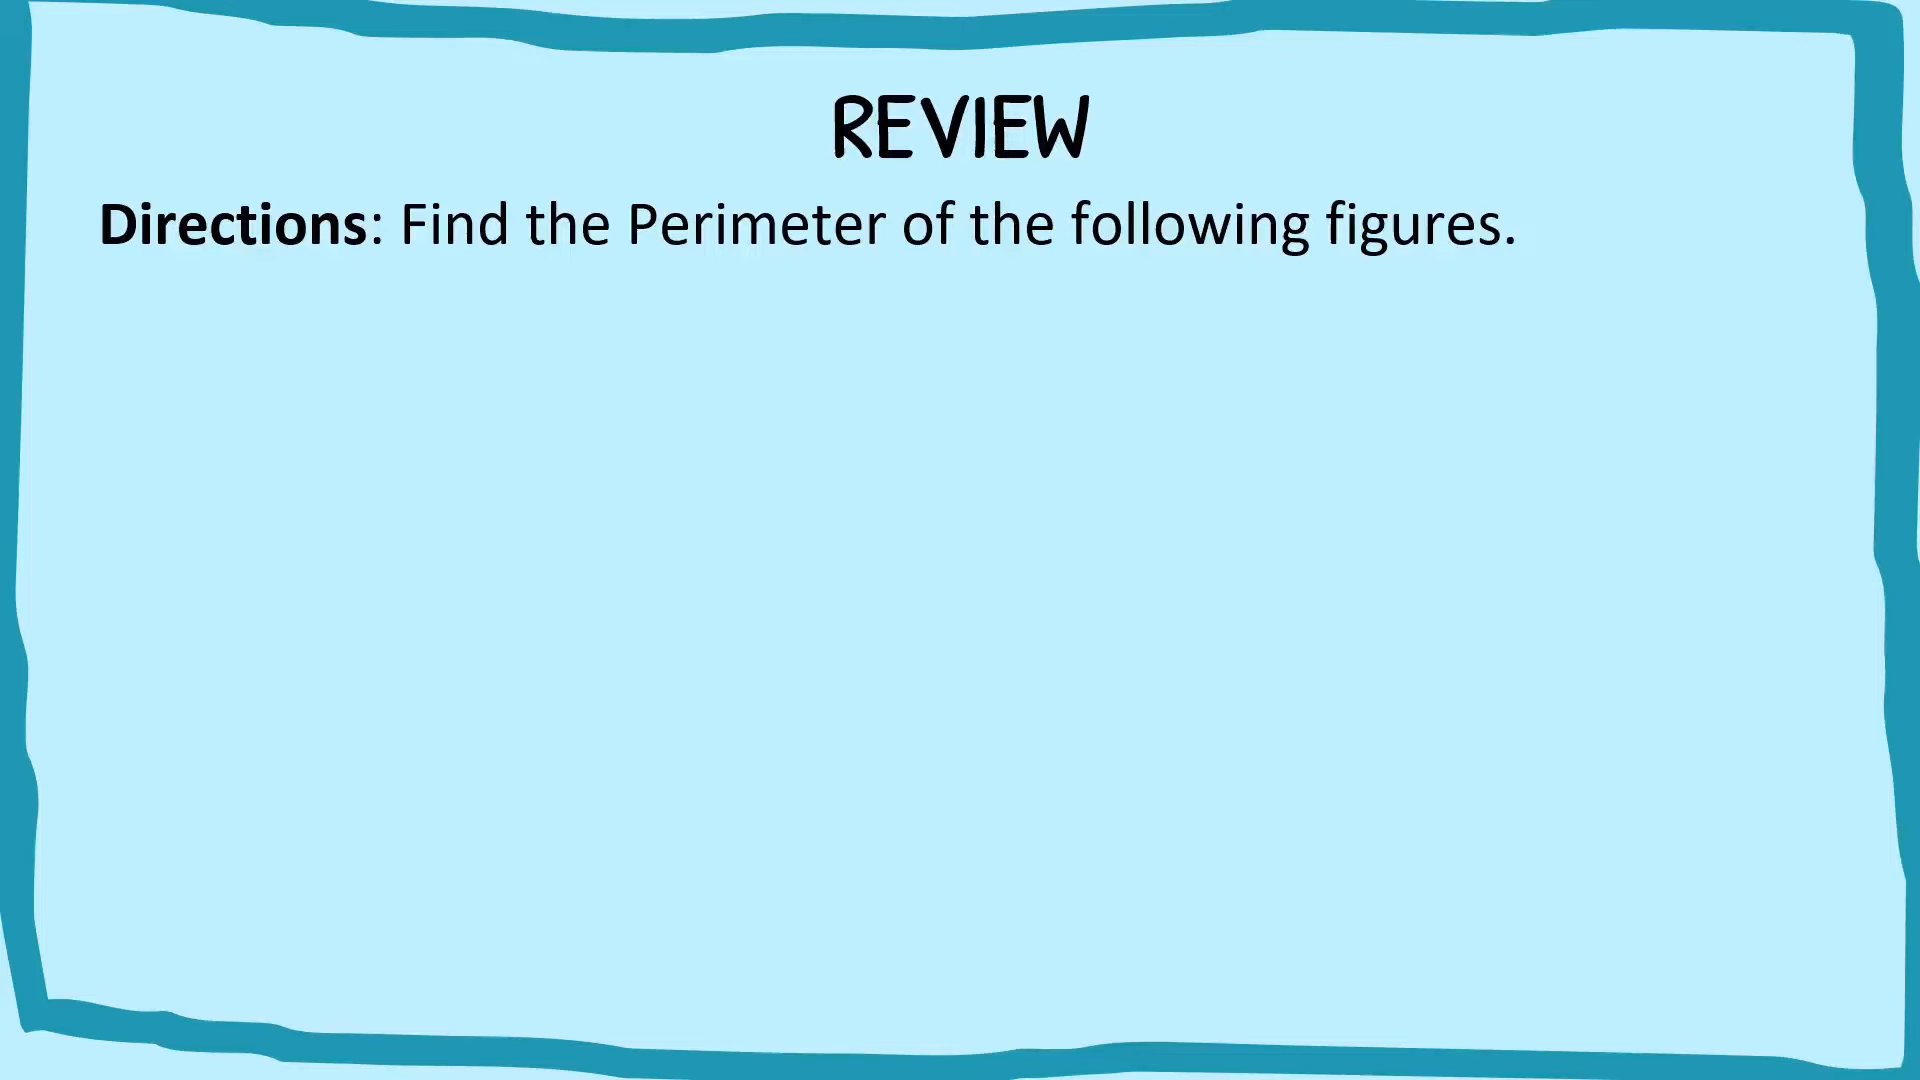 REVIEW
Directions: Find the Perimeter of the following figures.